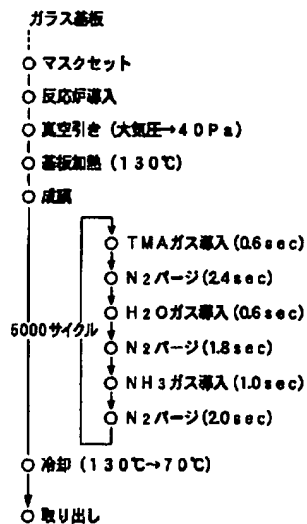 ガラス基板
マスクセット
反応炉導入
真空引き (大気圧→40Pa)
基板加熱 (130℃)
成膜
TMAガス導入 (0.6sec)
N2パージ (2.4sec)
H2Oガス導入 (0.6sec)
5000サイクル
N2パージ (1.8sec)
NH3ガス導入 (1.0sec)
N2パージ (2.0sec)
冷却 (130℃→70℃)
取り出し